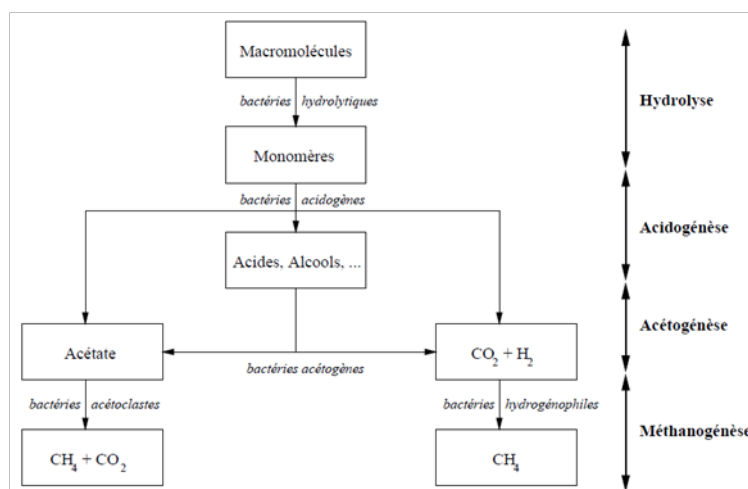 Macromolécules
bactéries hydrolytiques
Hydrolyse
Monomères
bactéries acidogènes
Acidogénèse
Acides, Alcools, ...
Acétogénèse
Acétate
CO2 + H2
bactéries acétogènes
bactéries acétoclastes
bactéries hydrogénophiles
Méthanogénèse
CH4 + CO2
CH4